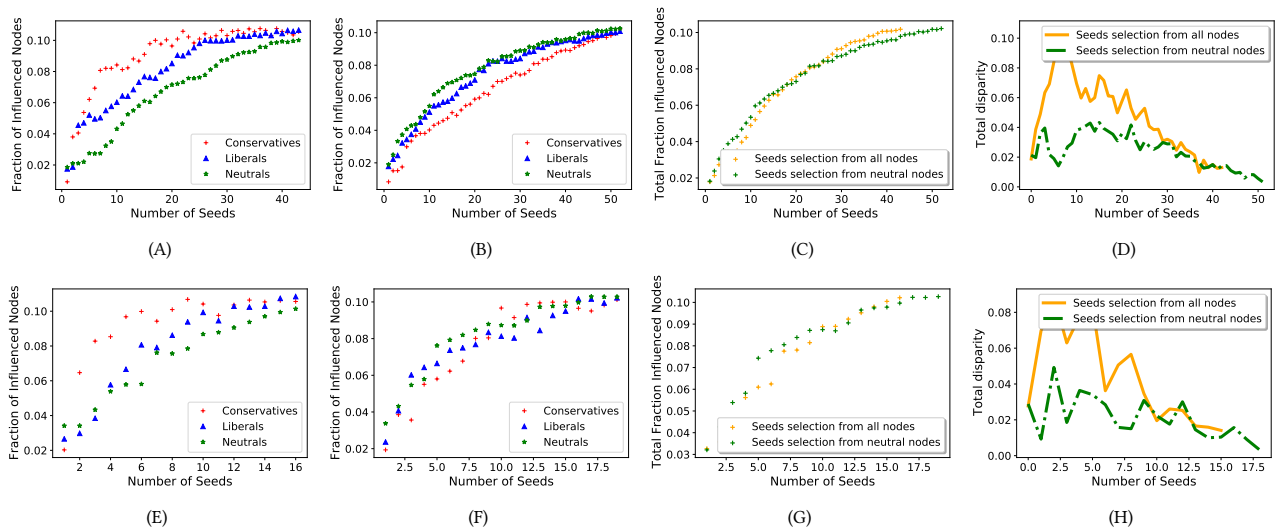 Fraction of Influenced Nodes
0.10
0.08
0.06
0.04
0.02
Conservatives
Liberals
Neutrals
0 10 20 30 40
Number of Seeds
(A)
Fraction of Influenced Nodes
0.10
0.08
0.06
0.04
0.02
Conservatives
Liberals
Neutrals
0 10 20 30 40 50
Number of Seeds
(B)
Total Fraction Influenced Nodes
0.10
0.08
0.06
0.04
0.02
Seeds selection from all nodes
Seeds selection from neutral nodes
0 10 20 30 40 50
Number of Seeds
(C)
Total disparity
0.10
0.08
0.06
0.04
0.02
0.00
Seeds selection from all nodes
Seeds selection from neutral nodes
0 10 20 30 40 50
Number of Seeds
(D)
Fraction of Influenced Nodes
0.10
0.08
0.06
0.04
0.02
Conservatives
Liberals
Neutrals
2 4 6 8 10 12 14 16
Number of Seeds
(E)
Fraction of Influenced Nodes
0.10
0.08
0.06
0.04
0.02
Conservatives
Liberals
Neutrals
2.5 5.0 7.5 10.0 12.5 15.0 17.5
Number of Seeds
(F)
Total Fraction Influenced Nodes
0.10
0.09
0.08
0.07
0.06
0.05
0.04
0.03
Seeds selection from all nodes
Seeds selection from neutral nodes
2.5 5.0 7.5 10.0 12.5 15.0 17.5
Number of Seeds
(G)
Total disparity
0.08
0.06
0.04
0.02
0.00
Seeds selection from all nodes
Seeds selection from neutral nodes
0.0 2.5 5.0 7.5 10.0 12.5 15.0 17.5
Number of Seeds
(H)